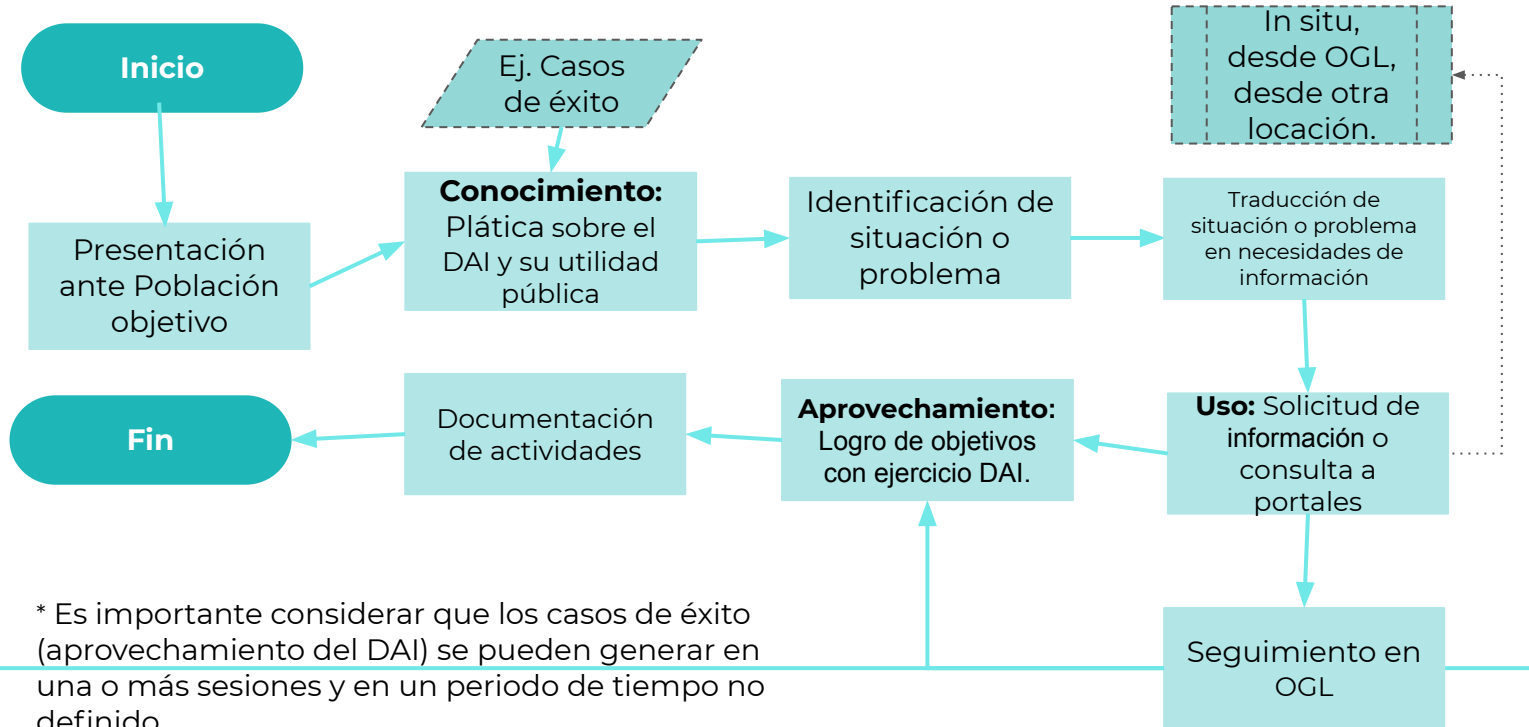 Inicio
Ej. Casos
de éxito
In situ,
desde OGL,
desde otra
locación.
Presentación
ante Población
objetivo
Conocimiento:
Plática sobre el
DAI y su utilidad
pública
Identificación de
situación o
problema
Traducción de
situación o problema
en necesidades de
información
Fin
Documentación
de actividades
Aprovechamiento:
Logro de objetivos
con ejercicio DAI.
Uso: Solicitud de
información o
consulta a
portales
* Es importante considerar que los casos de éxito
(aprovechamiento del DAI) se pueden generar en
una o más sesiones y en un periodo de tiempo no
definido
Seguimiento en
OGL